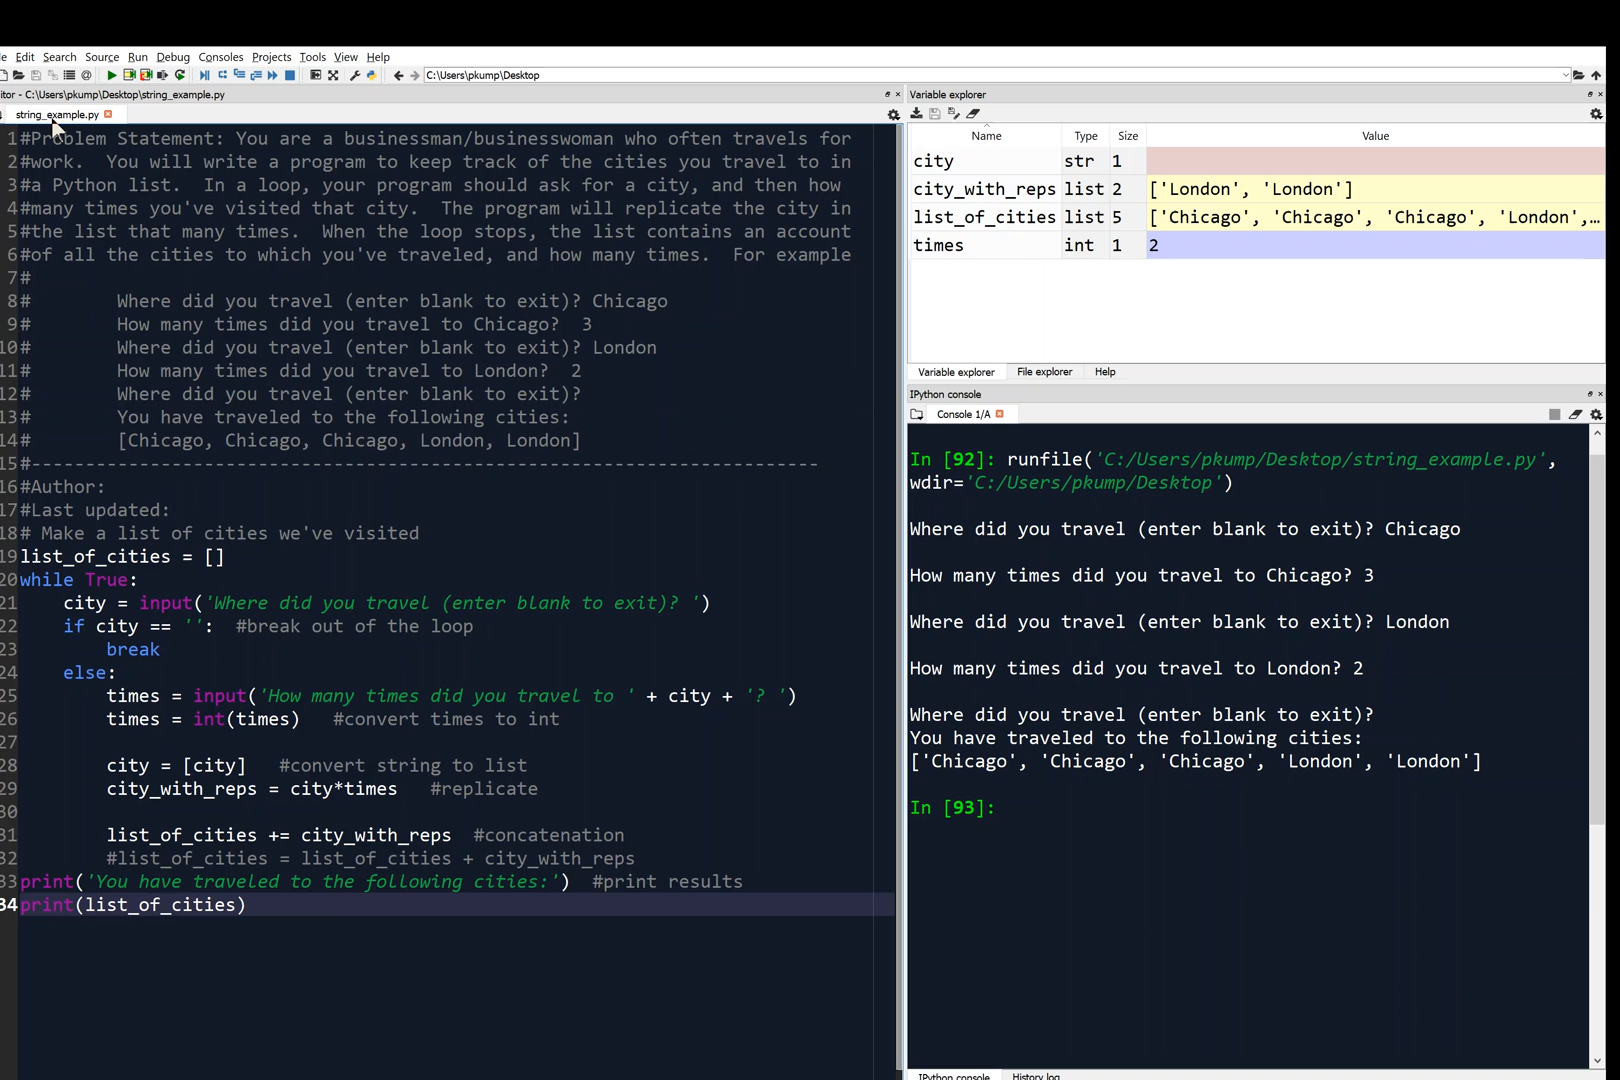 Edit Search Source Run Debug Consoles Projects Tools View Help
C:\Users\pkump\Desktop
C:\Users\pkump\Desktop\string_example.py
string_example.py
1 #Problem Statement: You are a businessman/businesswoman who often travels for
2 #work.  You will write a program to keep track of the cities you travel to in
3 #a Python list.  In a loop, your program should ask for a city, and then how
4 #many times you've visited that city.  The program will replicate the city in
5 #the list that many times.  When the loop stops, the list contains an account
6 #of all the cities to which you've traveled, and how many times.  For example
7 #
8 #        Where did you travel (enter blank to exit)? Chicago
9 #        How many times did you travel to Chicago?  3
10 #        Where did you travel (enter blank to exit)? London
11 #        How many times did you travel to London?  2
12 #        Where did you travel (enter blank to exit)?
13 #        You have traveled to the following cities:
14 #        [Chicago, Chicago, Chicago, London, London]
15 #-------------------------------------------------------------------------
16 #Author:
17 #Last updated:
18 # Make a list of cities we've visited
19 list_of_cities = []
20 while True:
21     city = input('Where did you travel (enter blank to exit)? ')
22     if city == '':  #break out of the loop
23         break
24     else:
25         times = input('How many times did you travel to ' + city + '? ')
26         times = int(times)   #convert times to int
27
28         city = [city]   #convert string to list
29         city_with_reps = city*times   #replicate
30
31         list_of_cities += city_with_reps  #concatenation
32         #list_of_cities = list_of_cities + city_with_reps
33 print('You have traveled to the following cities:')  #print results
34 print(list_of_cities)
Variable explorer
Name Type Size Value
city str 1
city_with_reps list 2 ['London', 'London']
list_of_cities list 5 ['Chicago', 'Chicago', 'Chicago', 'London',...
times int 1 2
Variable explorer File explorer Help
IPython console
Console 1/A
In [92]: runfile('C:/Users/pkump/Desktop/string_example.py',
wdir='C:/Users/pkump/Desktop')
Where did you travel (enter blank to exit)? Chicago
How many times did you travel to Chicago? 3
Where did you travel (enter blank to exit)? London
How many times did you travel to London? 2
Where did you travel (enter blank to exit)?
You have traveled to the following cities:
['Chicago', 'Chicago', 'Chicago', 'London', 'London']
In [93]:
IPython console History log